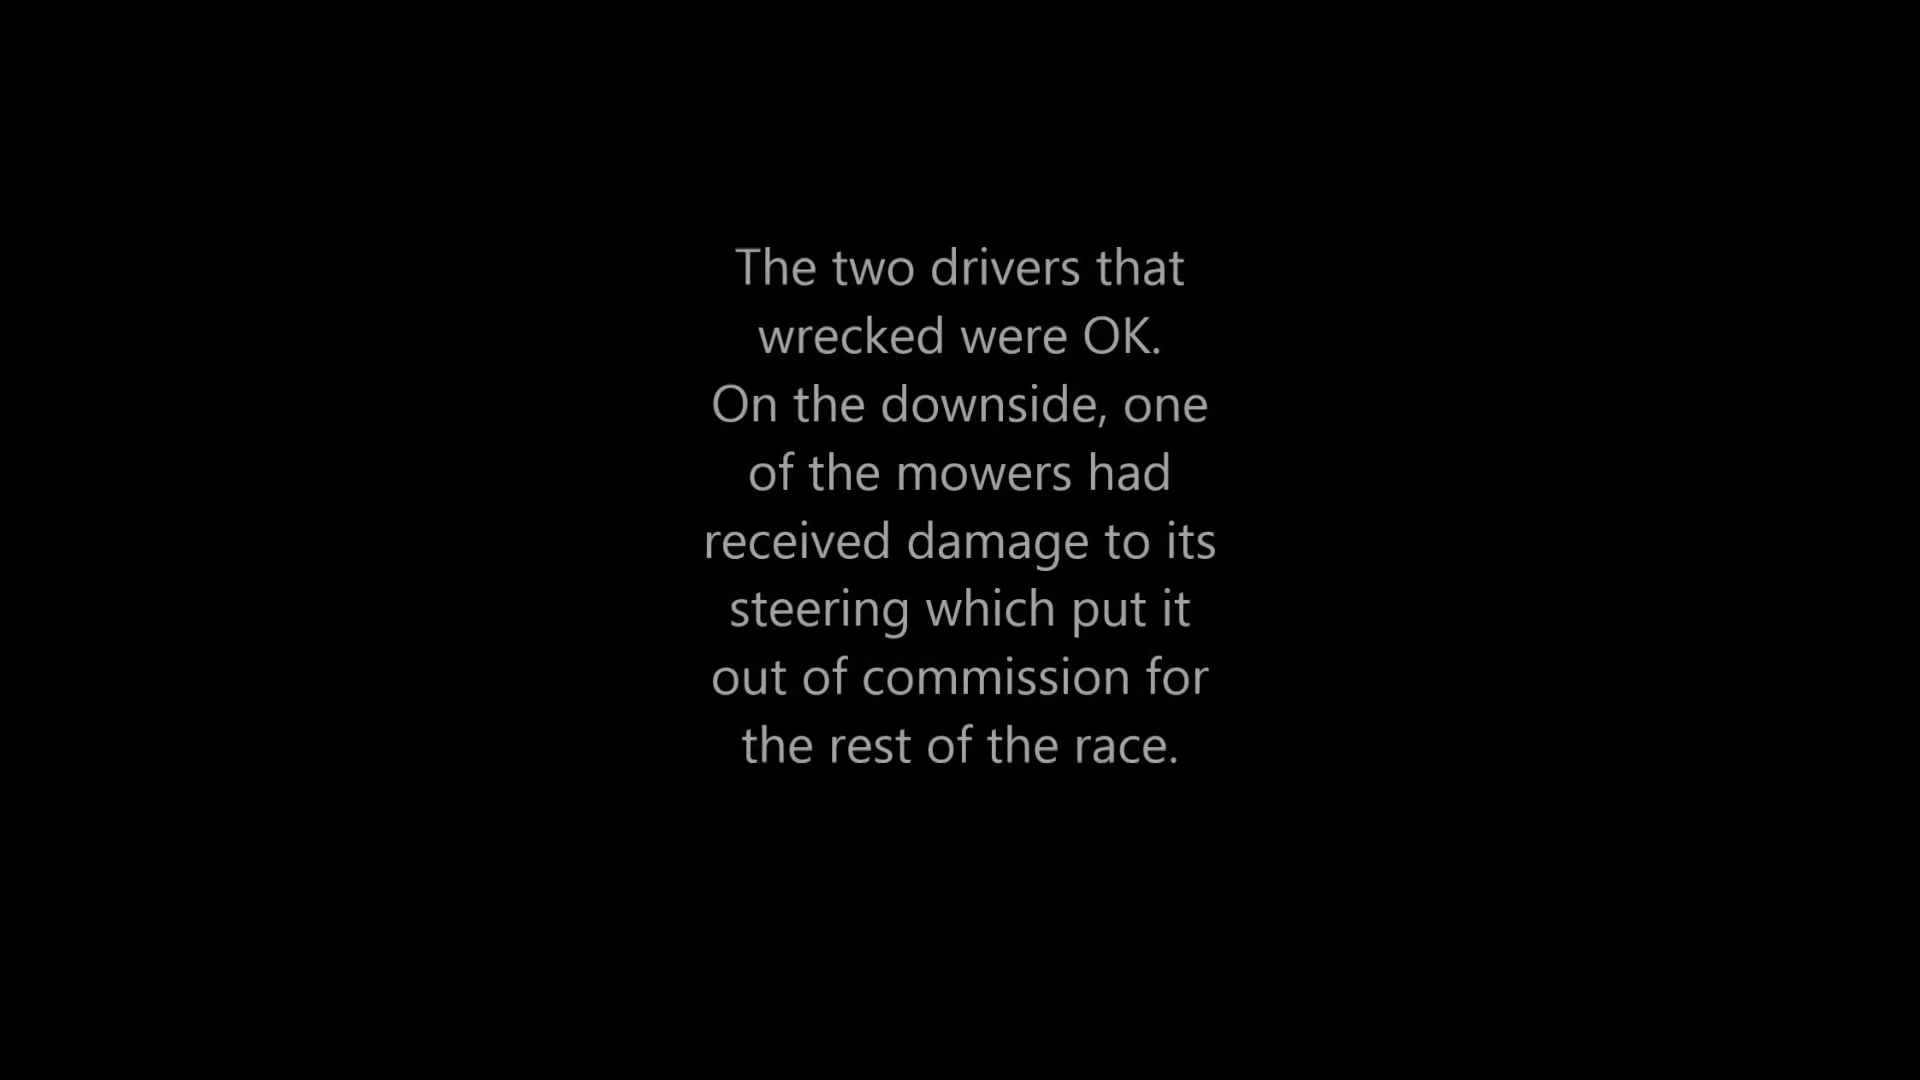 The two drivers that
wrecked were OK.
On the downside, one
of the mowers had
received damage to its
steering which put it
out of commission for
the rest of the race.